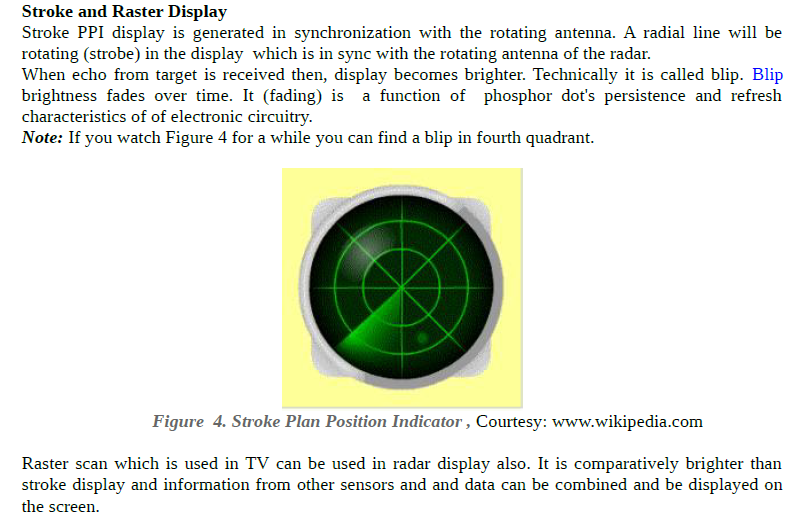 Stroke and Raster Display
Stroke PPI display is generated in synchronization with the rotating antenna. A radial line will be
rotating (strobe) in the display which is in sync with the rotating antenna of the radar.
When echo from target is received then, display becomes brighter. Technically it is called blip. Blip
brightness fades over time. It (fading) is a function of phosphor dot's persistence and refresh
characteristics of of electronic circuitry.
Note: If you watch Figure 4 for a while you can find a blip in fourth quadrant.
Figure 4. Stroke Plan Position Indicator , Courtesy: www.wikipedia.com
Raster scan which is used in TV can be used in radar display also. It is comparatively brighter than
stroke display and information from other sensors and and data can be combined and be displayed on
the screen.